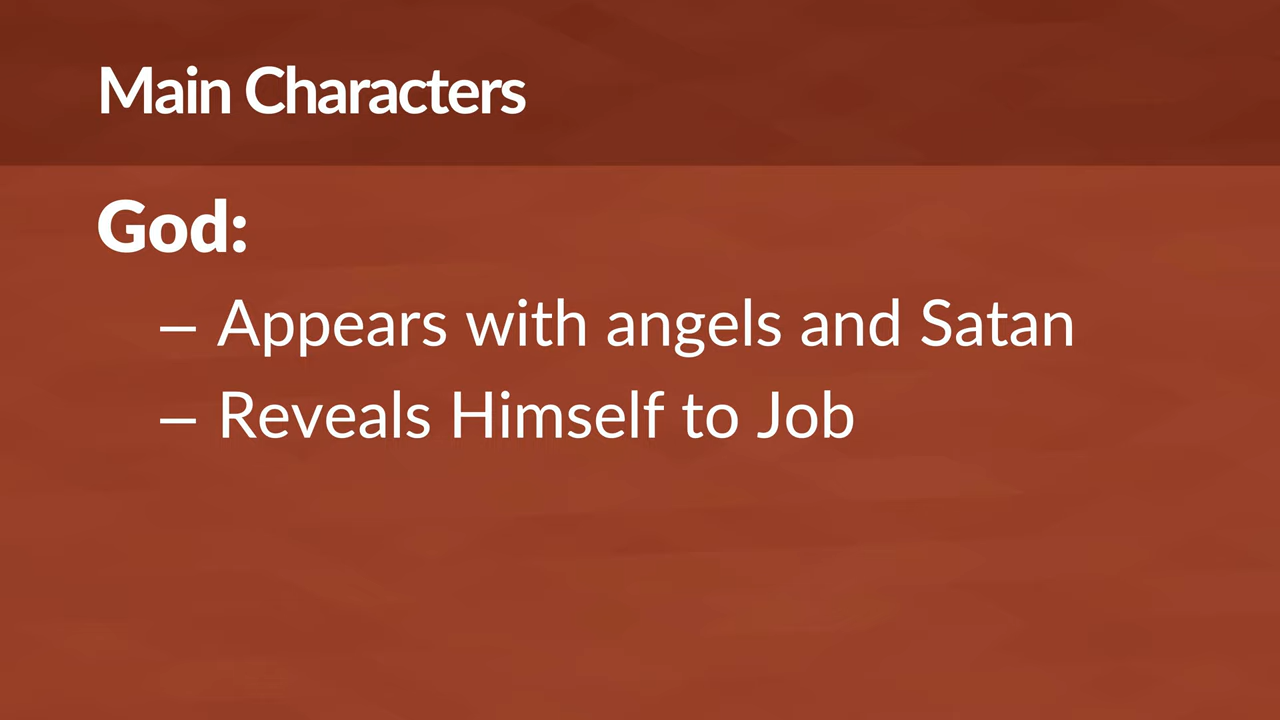 Main Characters
God:
– Appears with angels and Satan
– Reveals Himself to Job